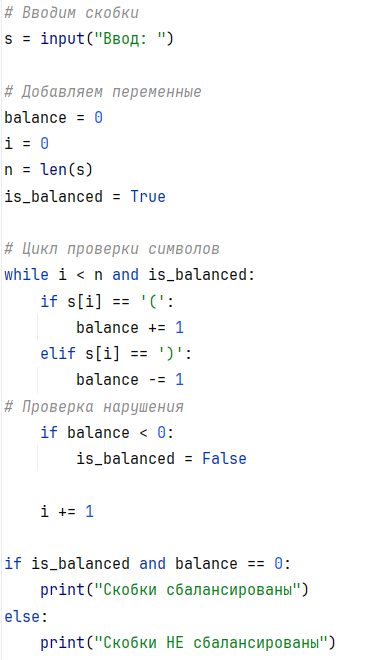 # Вводим скобки
s = input("Ввод: ")

# Добавляем переменные
balance = 0
i = 0
n = len(s)
is_balanced = True

# Цикл проверки символов
while i < n and is_balanced:
    if s[i] == '(':
        balance += 1
    elif s[i] == ')':
        balance -= 1
# Проверка нарушения
    if balance < 0:
        is_balanced = False

    i += 1

if is_balanced and balance == 0:
    print("Скобки сбалансированы")
else:
    print("Скобки НЕ сбалансированы")